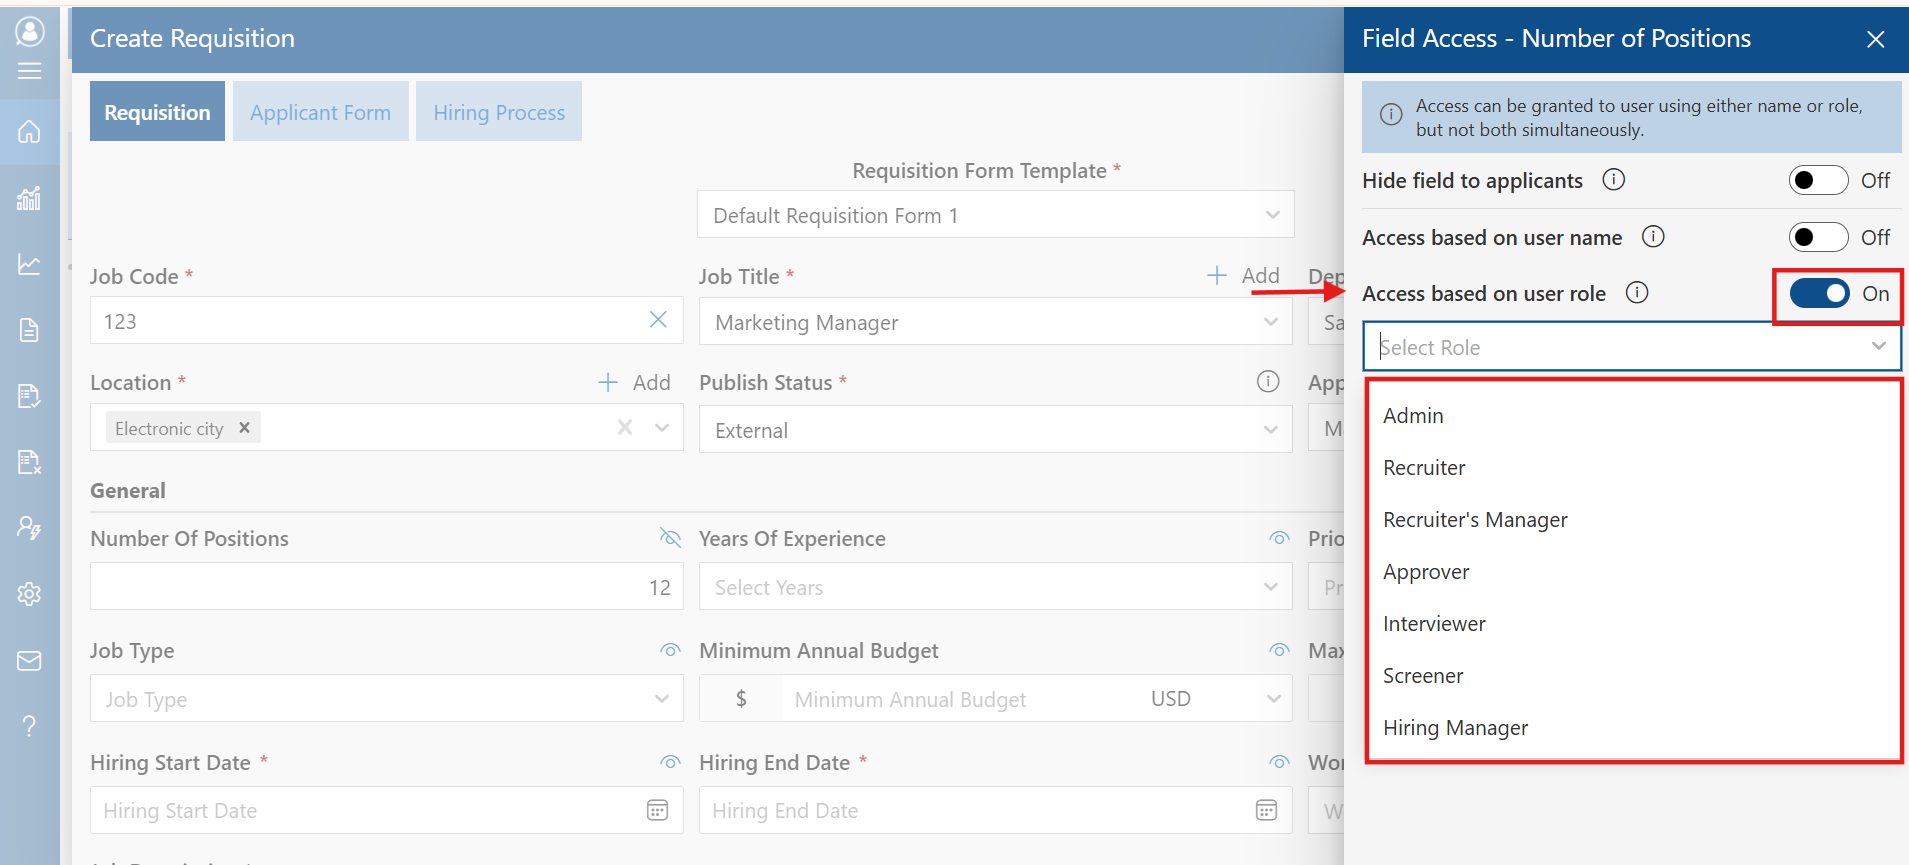 Create Requisition
Field Access - Number of Positions
Requisition
Applicant Form
Hiring Process
Access can be granted to user using either name or role,
but not both simultaneously.
Requisition Form Template *
Default Requisition Form 1
Hide field to applicants
Off
Access based on user name
Off
Access based on user role
On
Select Role
Admin
Recruiter
Recruiter's Manager
Approver
Interviewer
Screener
Hiring Manager
Job Code *
123
Job Title *
Add
Marketing Manager
Dep
Sa
Location *
Add
Electronic city
Publish Status *
External
App
M
General
Number Of Positions
12
Years Of Experience
Select Years
Prio
Pr
Job Type
Job Type
Minimum Annual Budget
$
Minimum Annual Budget
USD
Max
Hiring Start Date *
Hiring Start Date
Hiring End Date *
Hiring End Date
Wor
W